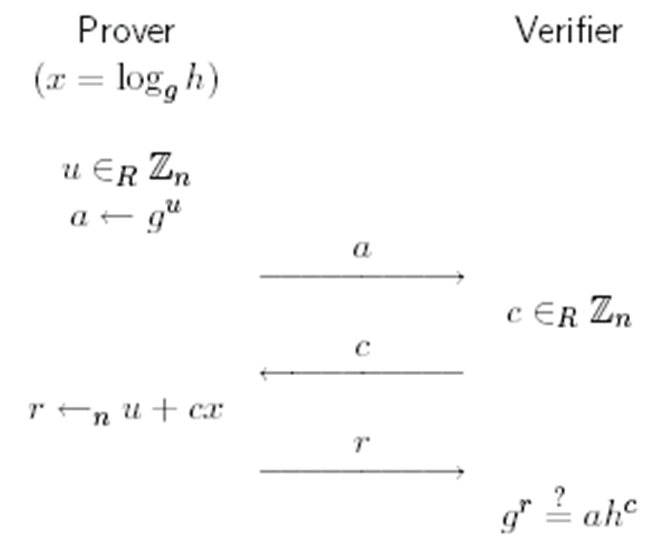 Prover Verifier
(x = log_g h)
u ∈_R ℤ_n
a ← g^u
a
c ∈_R ℤ_n
c
r ←_n u + cx
r
g^r ≟ ah^c